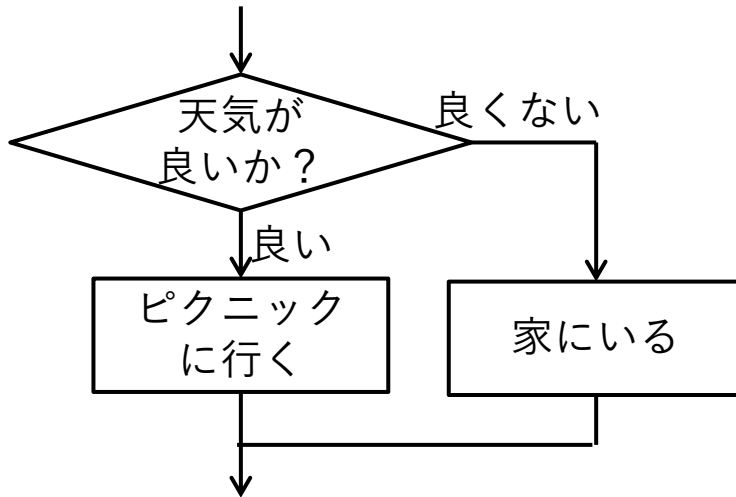 天気が
良いか？
良くない
良い
ピクニック
に行く
家にいる